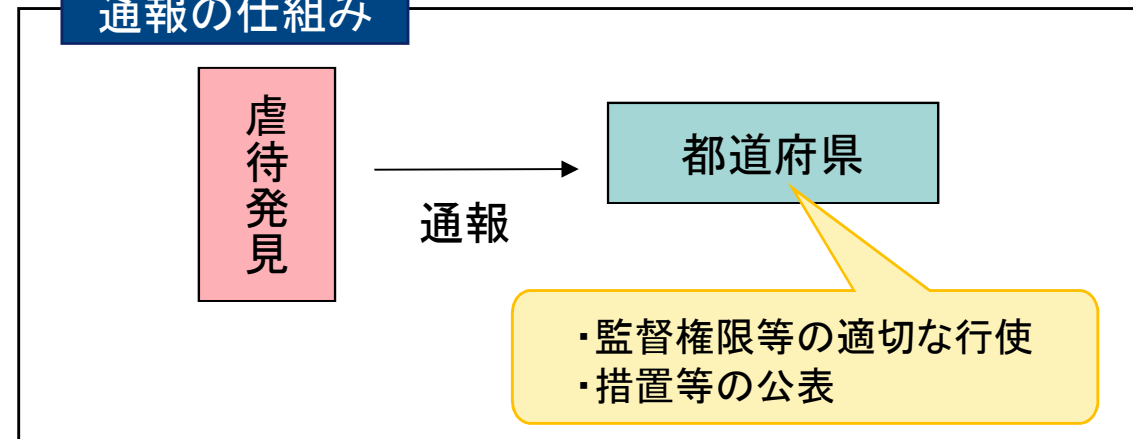 通報の仕組み
虐待発見
通報
都道府県
・監督権限等の適切な行使
・措置等の公表